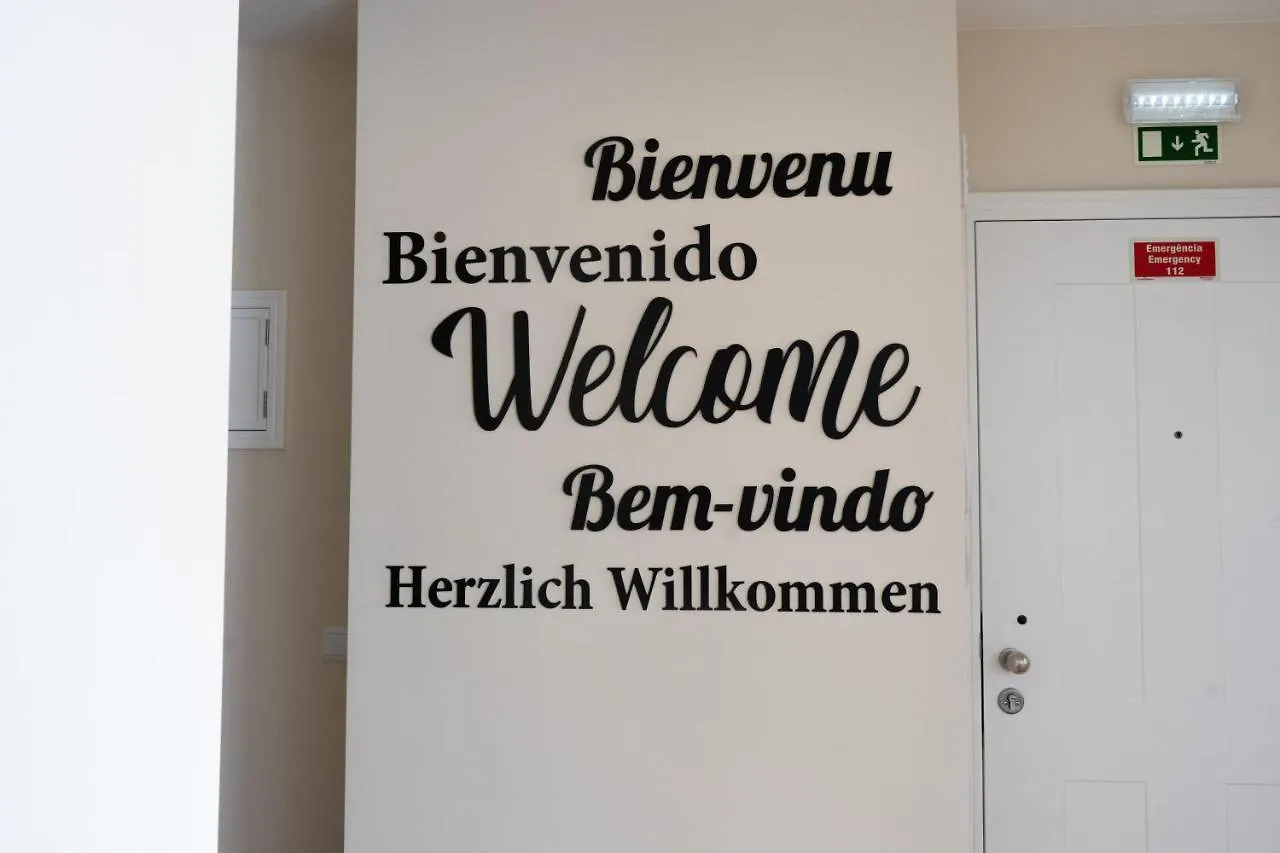 Bienvenu
Bienvenido
Welcome
Bem-vindo
Herzlich Willkommen
Emergência
Emergency
112